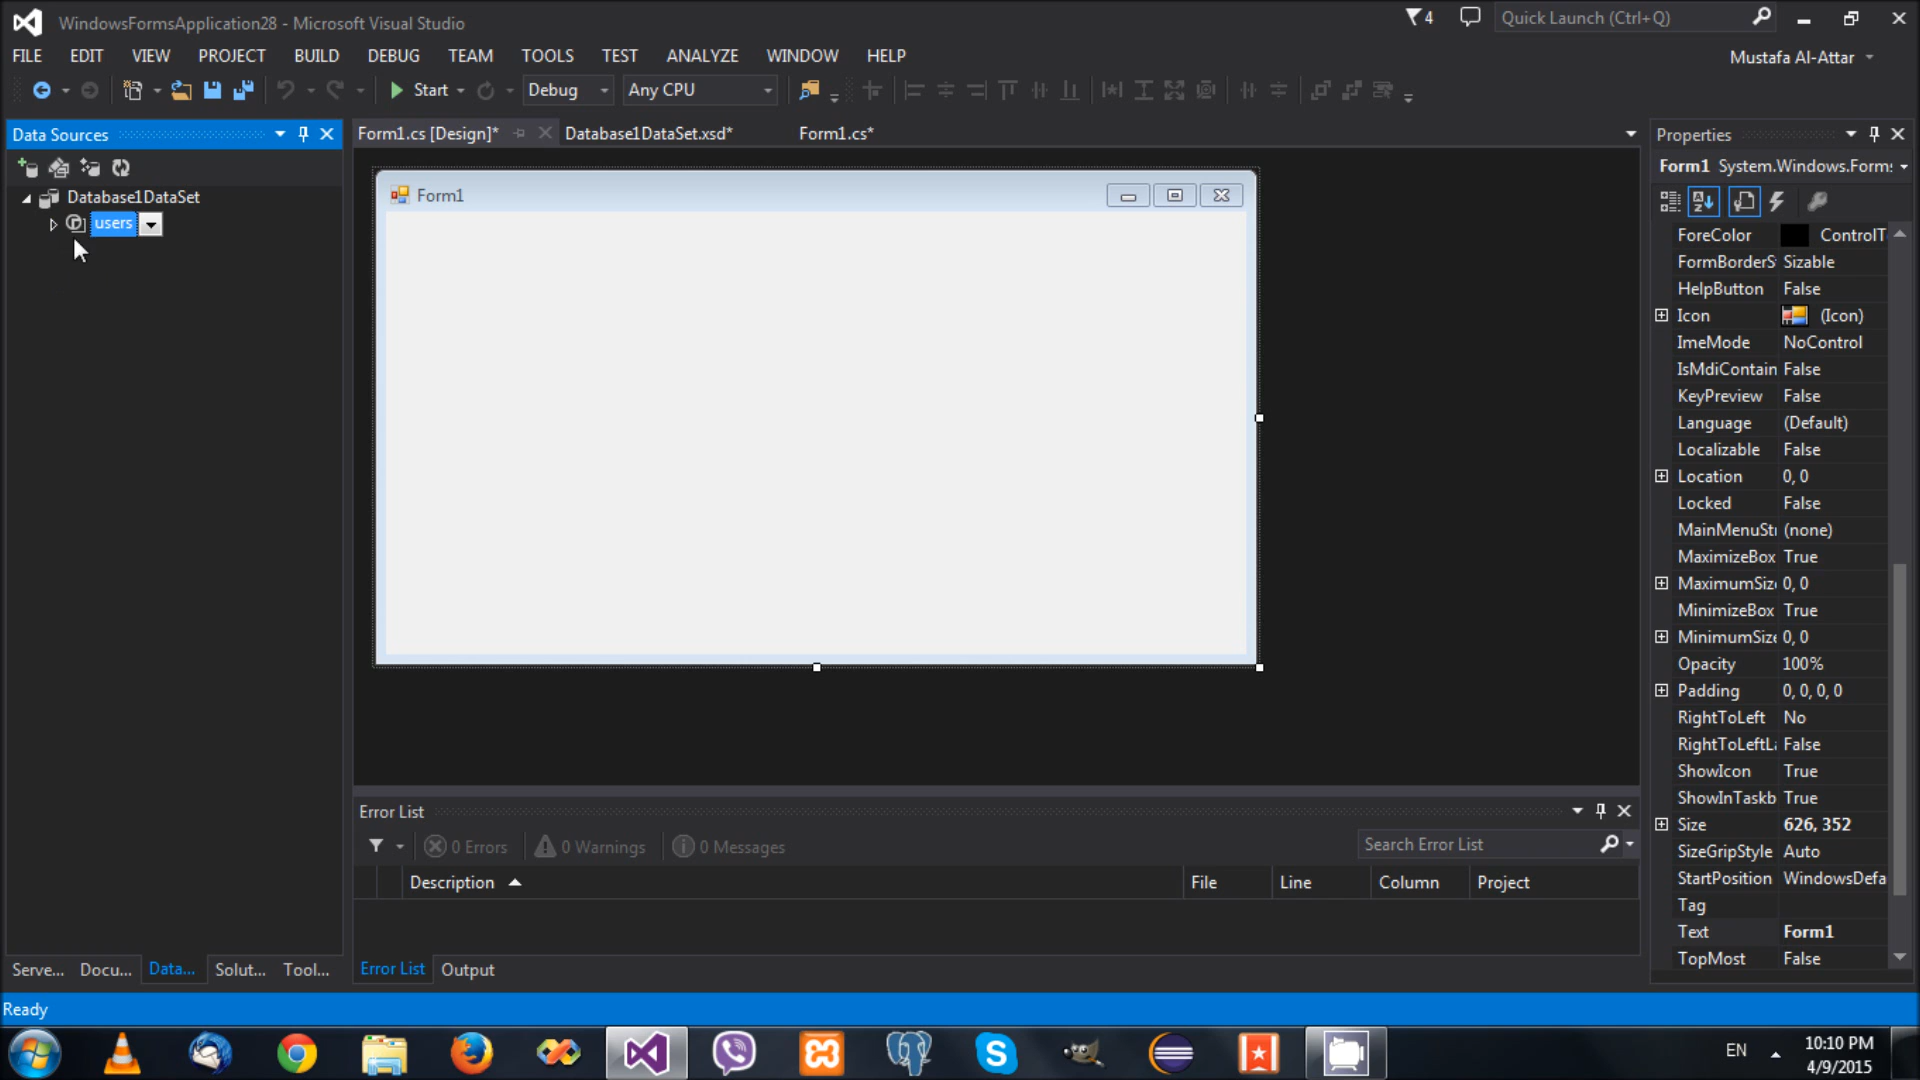 WindowsFormsApplication28 - Microsoft Visual Studio
4
Quick Launch (Ctrl+Q)
FILE EDIT VIEW PROJECT BUILD DEBUG TEAM TOOLS TEST ANALYZE WINDOW HELP
Mustafa Al-Attar
Start
Debug
Any CPU
Data Sources
Form1.cs [Design]*
Database1DataSet.xsd*
Form1.cs*
Properties
Database1DataSet
users
Form1
Form1 System.Windows.Form:
ForeColor ControlT
FormBorderS Sizable
HelpButton False
Icon (Icon)
ImeMode NoControl
IsMdiContain False
KeyPreview False
Language (Default)
Localizable False
Location 0, 0
Locked False
MainMenuSt (none)
MaximizeBox True
MaximumSiz 0, 0
MinimizeBox True
MinimumSize 0, 0
Opacity 100%
Padding 0, 0, 0, 0
RightToLeft No
RightToLeftL False
ShowIcon True
ShowInTaskb True
Size 626, 352
SizeGripStyle Auto
StartPosition WindowsDefa
Tag
Text Form1
TopMost False
Error List
0 Errors
0 Warnings
0 Messages
Search Error List
Description File Line Column Project
Serve... Docu... Data... Solut... Tool...
Error List Output
Ready
EN
10:10 PM
4/9/2015